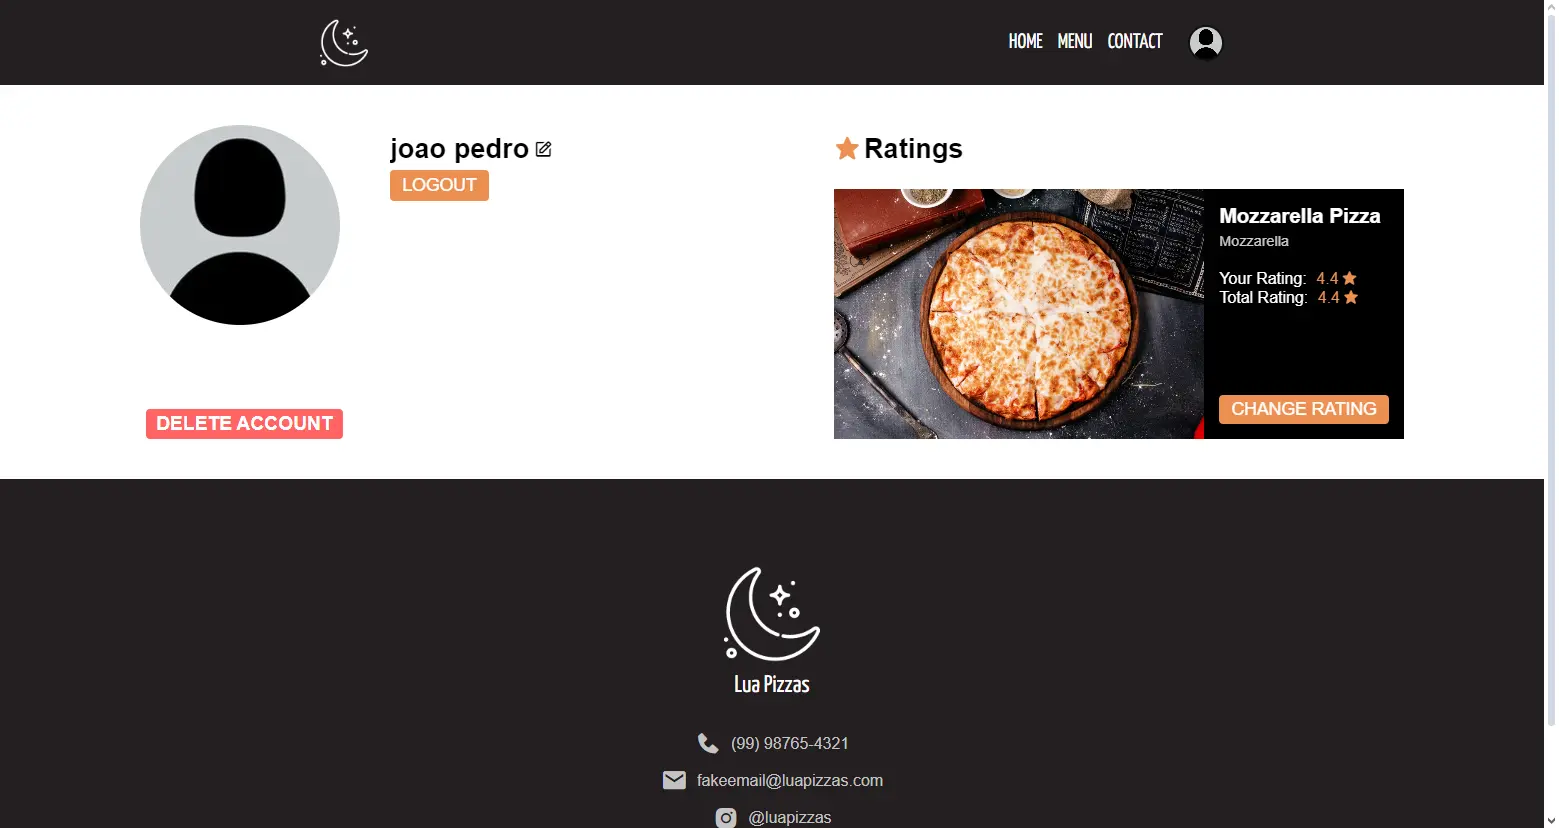 HOME MENU CONTACT
joao pedro
LOGOUT
DELETE ACCOUNT
Ratings
Mozzarella Pizza
Mozzarella
Your Rating: 4.4
Total Rating: 4.4
CHANGE RATING
Lua Pizzas
(99) 98765-4321
fakeemail@luapizzas.com
@luapizzas